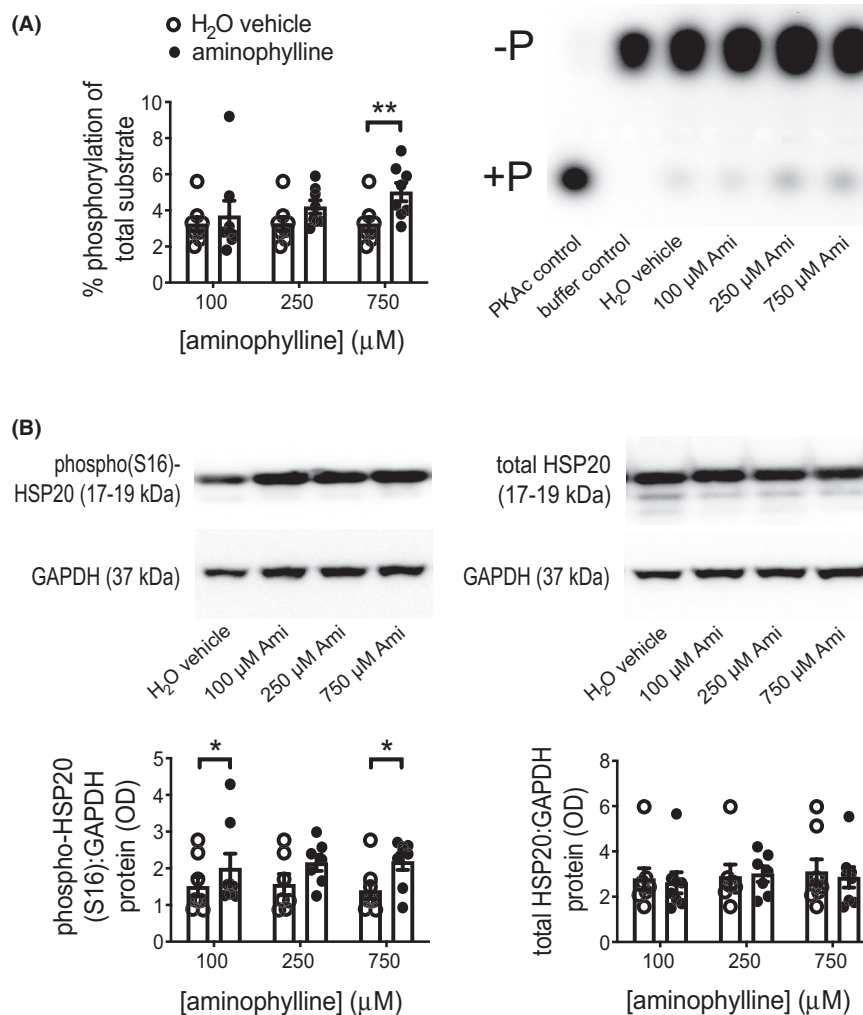 (A)
H₂O vehicle
aminophylline
% phosphorylation of
total substrate
10
8
6
4
2
0
**
100
250
750
[aminophylline] (μM)
-P
+P
PKAc control
buffer control
H₂O vehicle
100 μM Ami
250 μM Ami
750 μM Ami
(B)
phospho(S16)-
HSP20 (17-19 kDa)
GAPDH (37 kDa)
H₂O vehicle
100 μM Ami
250 μM Ami
750 μM Ami
total HSP20
(17-19 kDa)
GAPDH (37 kDa)
H₂O vehicle
100 μM Ami
250 μM Ami
750 μM Ami
phospho-HSP20
(S16):GAPDH
protein (OD)
5
4
3
2
1
0
*
*
100
250
750
[aminophylline] (μM)
total HSP20:GAPDH
protein (OD)
8
6
4
2
0
100
250
750
[aminophylline] (μM)